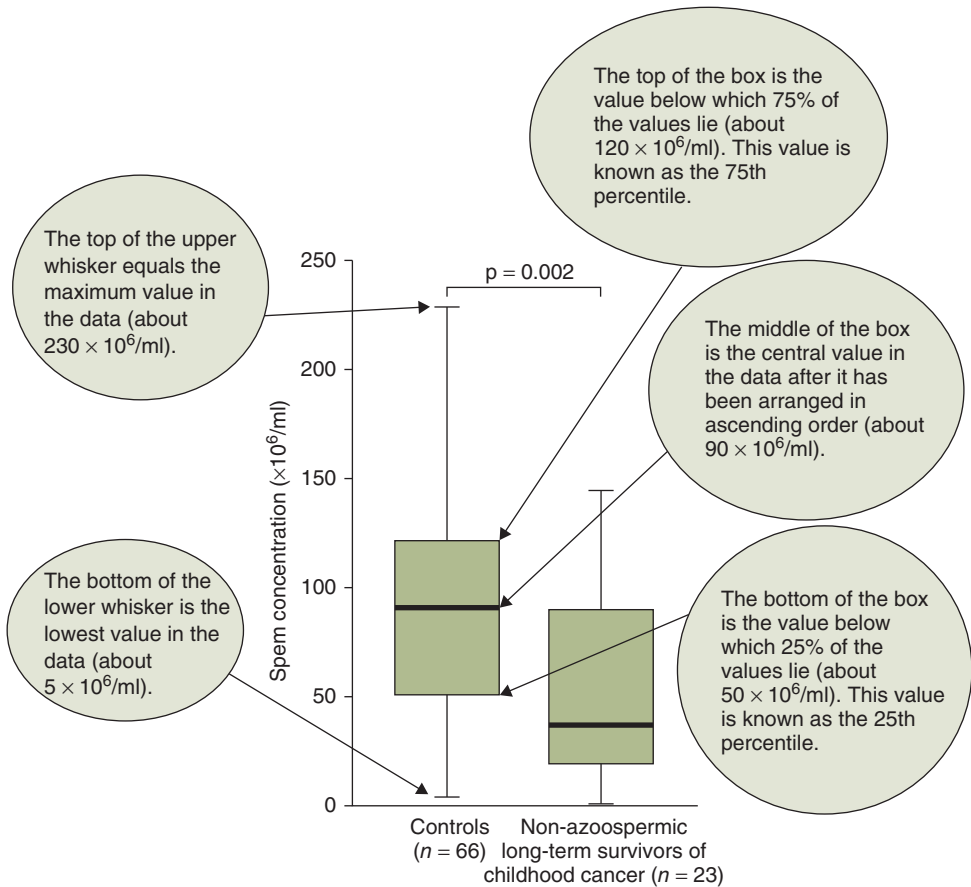 The top of the box is the
value below which 75% of
the values lie (about
120 × 10⁶/ml). This value is
known as the 75th
percentile.
The top of the upper
whisker equals the
maximum value in
the data (about
230 × 10⁶/ml).
The middle of the box
is the central value in
the data after it has
been arranged in
ascending order (about
90 × 10⁶/ml).
The bottom of the
lower whisker is the
lowest value in the
data (about
5 × 10⁶/ml).
The bottom of the box
is the value below
which 25% of the
values lie (about
50 × 10⁶/ml). This value
is known as the 25th
percentile.
p = 0.002
Spem concentration (×10⁶/ml)
250
200
150
100
50
0
Controls
(n = 66)
Non-azoospermic
long-term survivors of
childhood cancer (n = 23)